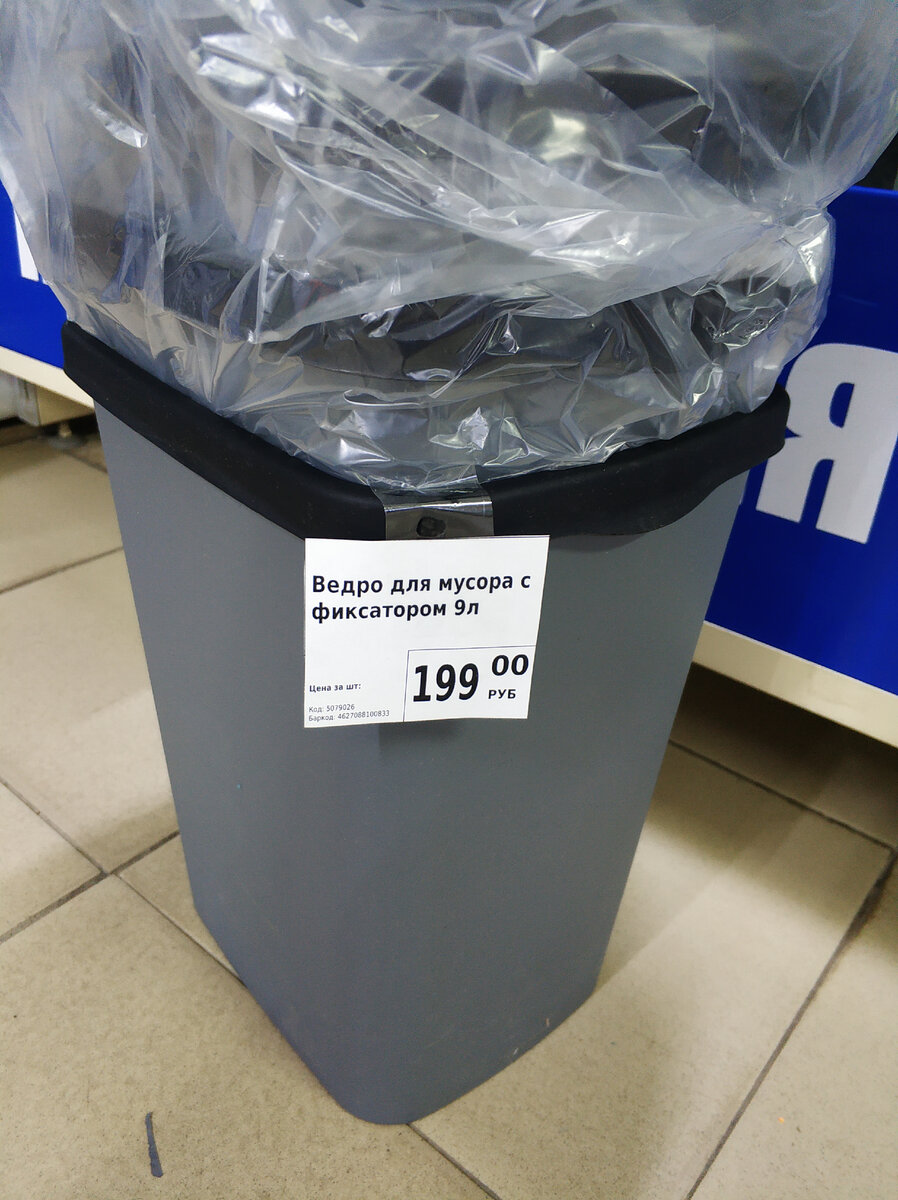 Ведро для мусора с
фиксатором 9л
Цена за шт:
199 00
РУБ
Код: 5079026
Баркод: 4627088100833
Я